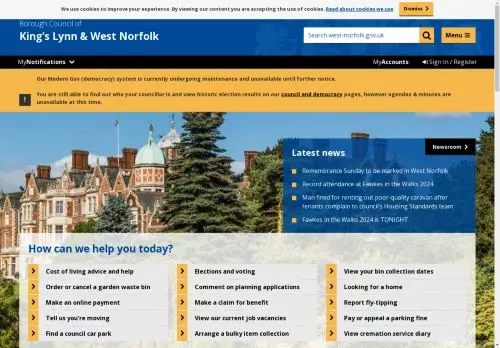 We use cookies to improve your experience. By viewing our content you are accepting the use of cookies. Read about cookies we use
Dismiss
Borough Council of
King's Lynn & West Norfolk
Search west-norfolk.gov.uk
Menu
MyNotifications
MyAccounts
Sign In / Register
Our Modern Gov (democracy) system is currently undergoing maintenance and unavailable until further notice.
You are still able to find out who your councillor is and view historic election results on our council and democracy pages, however agendas & minutes are
unavailable at this time.
Newsroom
Latest news
Remembrance Sunday to be marked in West Norfolk
Record attendance at Fawkes in the Walks 2024
Man fined for renting out poor-quality caravan after
tenants complain to council's Housing Standards team
Fawkes in the Walks 2024 is TONIGHT
How can we help you today?
Cost of living advice and help
Elections and voting
View your bin collection dates
Order or cancel a garden waste bin
Comment on planning applications
Looking for a home
Make an online payment
Make a claim for benefit
Report fly-tipping
Tell us you're moving
View our current job vacancies
Pay or appeal a parking fine
Find a council car park
Arrange a bulky item collection
View cremation service diary